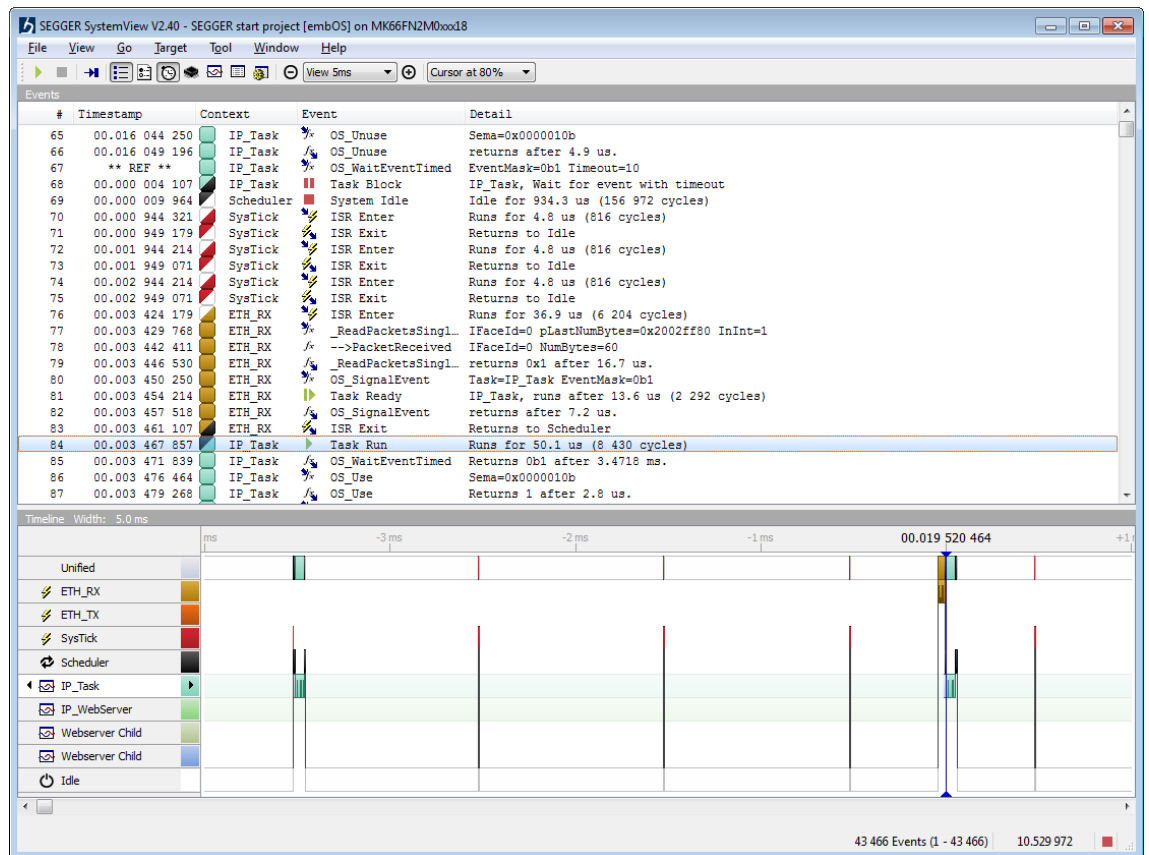 SEGGER SystemView V2.40 - SEGGER start project [embOS] on MK66FN2M0xxx18
File View Go Target Tool Window Help
View 5ms Cursor at 80%
Events
# Timestamp Context Event Detail
65 00.016 044 250 IP_Task OS_Unuse Sema=0x0000010b
66 00.016 049 196 IP_Task OS_Unuse returns after 4.9 us.
67 ** REF ** IP_Task OS_WaitEventTimed EventMask=0b1 Timeout=10
68 00.000 004 107 IP_Task Task Block IP_Task, Wait for event with timeout
69 00.000 009 964 Scheduler System Idle Idle for 934.3 us (156 972 cycles)
70 00.000 944 321 SysTick ISR Enter Runs for 4.8 us (816 cycles)
71 00.000 949 179 SysTick ISR Exit Returns to Idle
72 00.001 944 214 SysTick ISR Enter Runs for 4.8 us (816 cycles)
73 00.001 949 071 SysTick ISR Exit Returns to Idle
74 00.002 944 214 SysTick ISR Enter Runs for 4.8 us (816 cycles)
75 00.002 949 071 SysTick ISR Exit Returns to Idle
76 00.003 424 179 ETH_RX ISR Enter Runs for 36.9 us (6 204 cycles)
77 00.003 429 768 ETH_RX _ReadPacketsSingl… IFaceId=0 pLastNumBytes=0x2002ff80 InInt=1
78 00.003 442 411 ETH_RX -->PacketReceived IFaceId=0 NumBytes=60
79 00.003 446 530 ETH_RX _ReadPacketsSingl… returns 0x1 after 16.7 us.
80 00.003 450 250 ETH_RX OS_SignalEvent Task=IP_Task EventMask=0b1
81 00.003 454 214 ETH_RX Task Ready IP_Task, runs after 13.6 us (2 292 cycles)
82 00.003 457 518 ETH_RX OS_SignalEvent returns after 7.2 us.
83 00.003 461 107 ETH_RX ISR Exit Returns to Scheduler
84 00.003 467 857 IP_Task Task Run Runs for 50.1 us (8 430 cycles)
85 00.003 471 839 IP_Task OS_WaitEventTimed Returns 0b1 after 3.4718 ms.
86 00.003 476 464 IP_Task OS_Use Sema=0x0000010b
87 00.003 479 268 IP_Task OS_Use Returns 1 after 2.8 us.
Timeline Width: 5.0 ms
ms -3 ms -2 ms -1 ms 00.019 520 464 +1
Unified
ETH_RX
ETH_TX
SysTick
Scheduler
IP_Task
IP_WebServer
Webserver Child
Webserver Child
Idle
43 466 Events (1 - 43 466) 10.529 972